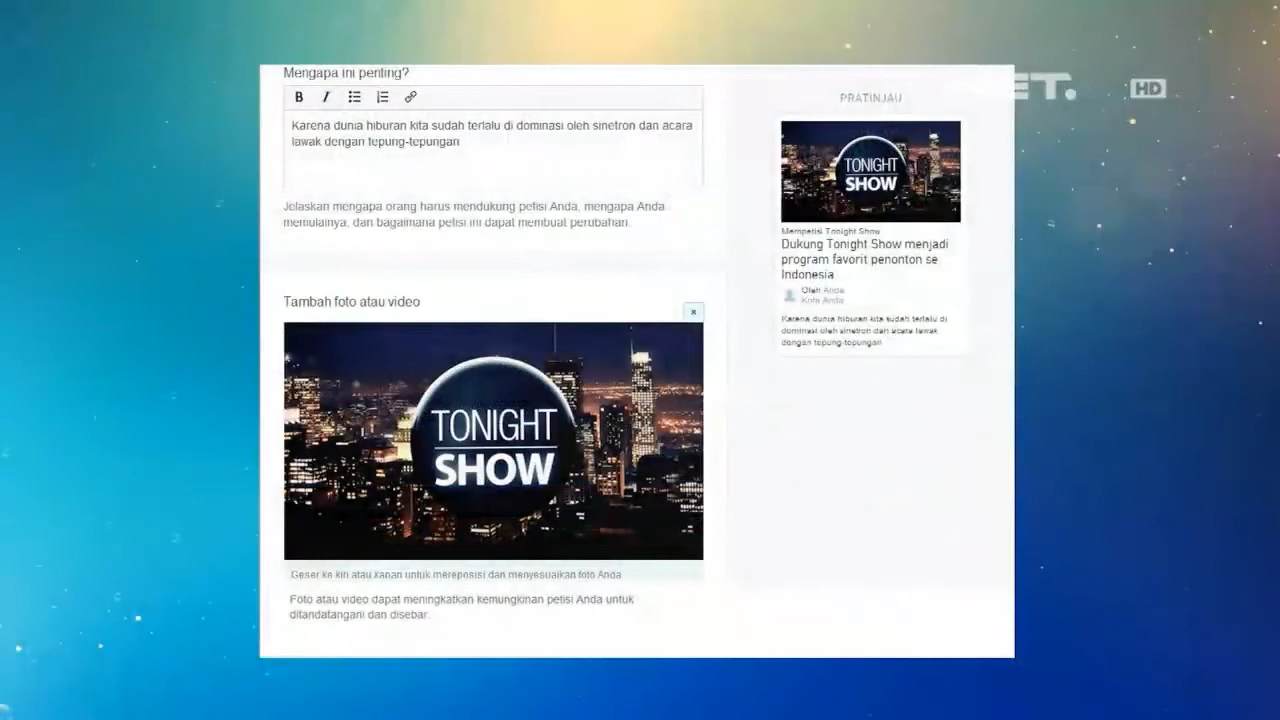 Mengapa ini penting?
B I
Karena dunia hiburan kita sudah terlalu di dominasi oleh sinetron dan acara
lawak dengan tepung-tepungan
Jelaskan mengapa orang harus mendukung petisi Anda, mengapa Anda
memulainya, dan bagaimana petisi ini dapat membuat perubahan.
Tambah foto atau video
x
TONIGHT
SHOW
Geser ke kiri atau kanan untuk mereposisi dan menyesuaikan foto Anda
Foto atau video dapat meningkatkan kemungkinan petisi Anda untuk
ditandatangani dan disebar.
ET.
HD
PRATINJAU
TONIGHT
SHOW
Mempetisi Tonight Show
Dukung Tonight Show menjadi
program favorit penonton se
Indonesia
Oleh Anda
Kota Anda
Karena dunia hiburan kita sudah terlalu di
dominasi oleh sinetron dan acara lawak
dengan tepung-tepungan